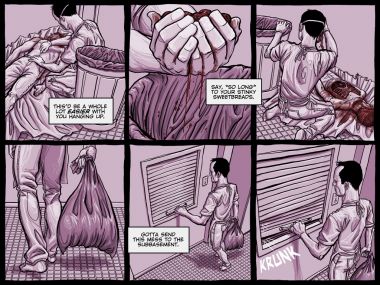 THIS'D BE A WHOLE
LOT EASIER WITH
YOU HANGING UP.
SAY, "SO LONG"
TO YOUR STINKY
SWEETBREADS.
GOTTA SEND
THIS MESS TO THE
SUBBASEMENT.
KRUNK